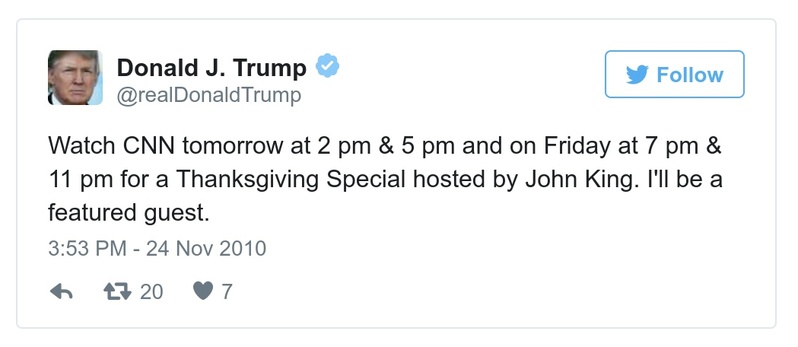 Donald J. Trump
Follow
@realDonaldTrump
Watch CNN tomorrow at 2 pm & 5 pm and on Friday at 7 pm &
11 pm for a Thanksgiving Special hosted by John King. I'll be a
featured guest.
3:53 PM - 24 Nov 2010
20 7